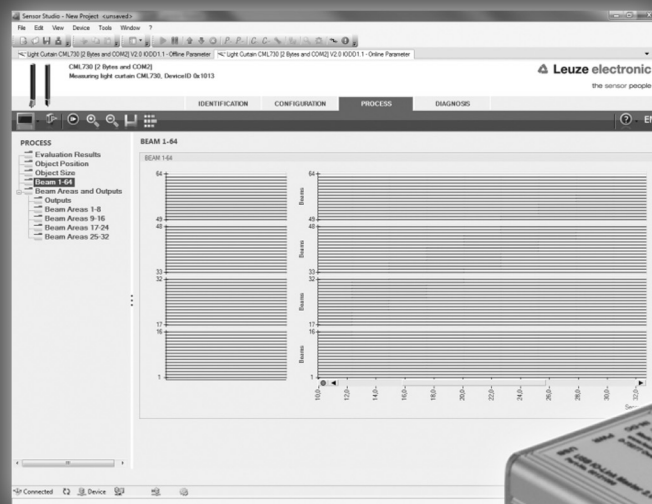 Sensor Studio - New Project <unsaved>
File Edit View Device Tools Window ?
Light Curtain CML730 [2 Bytes and COM2] V2.0 IODD1.1 - Offline Parameter
Light Curtain CML730 [2 Bytes and COM2] V2.0 IODD1.1 - Online Parameter
CML730 [2 Bytes and COM2]
Measuring light curtain CML730, DeviceID 0x1013
Leuze electronic
the sensor people
IDENTIFICATION CONFIGURATION PROCESS DIAGNOSIS
PROCESS
Evaluation Results
Object Position
Object Size
Beam 1-64
Beam Areas and Outputs
Outputs
Beam Areas 1-8
Beam Areas 9-16
Beam Areas 17-24
Beam Areas 25-32
BEAM 1-64
BEAM 1-64
64 64
Beams
49 49
48 48
Beams
33 33
32 32
Beams
17 17
16 16
Beams
1 1
10,0 12,0 14,0 16,0 18,0 20,0 22,0 24,0 26,0 28,0 30,0 32,0
Connected Device
USB IO-Link Master